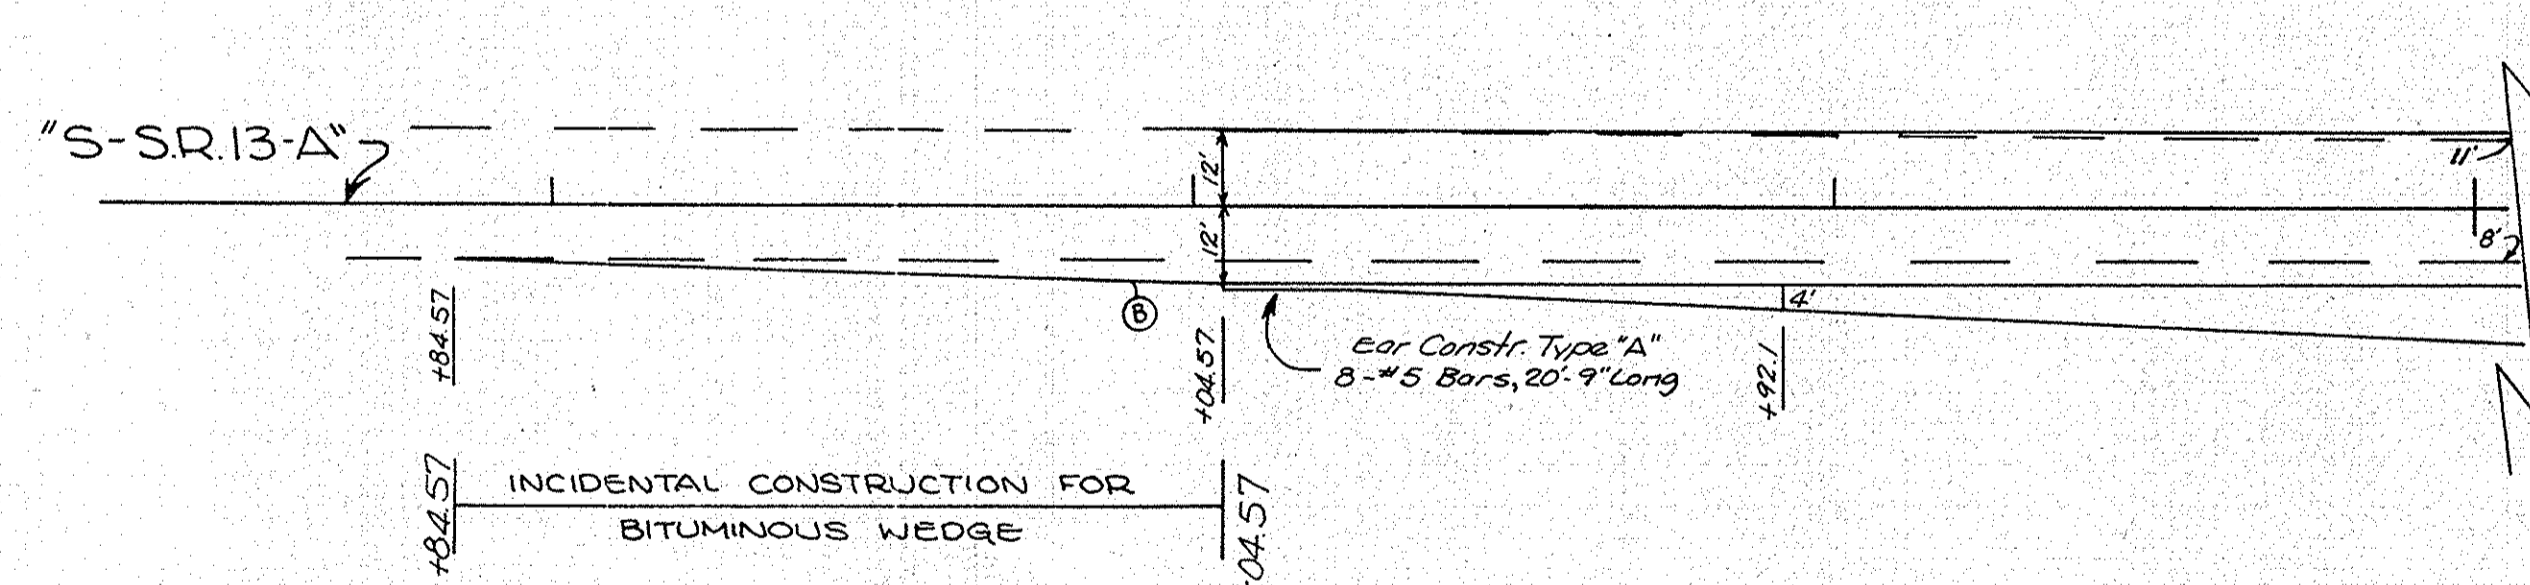 "S-S.R.13-A"
12'
12'
11'
8'
B
4'
+84.57
+04.57
Ear Constr. Type "A"
8-#5 Bars, 20'-9" Long
+92.1
+84.57
INCIDENTAL CONSTRUCTION FOR
BITUMINOUS WEDGE
+04.57